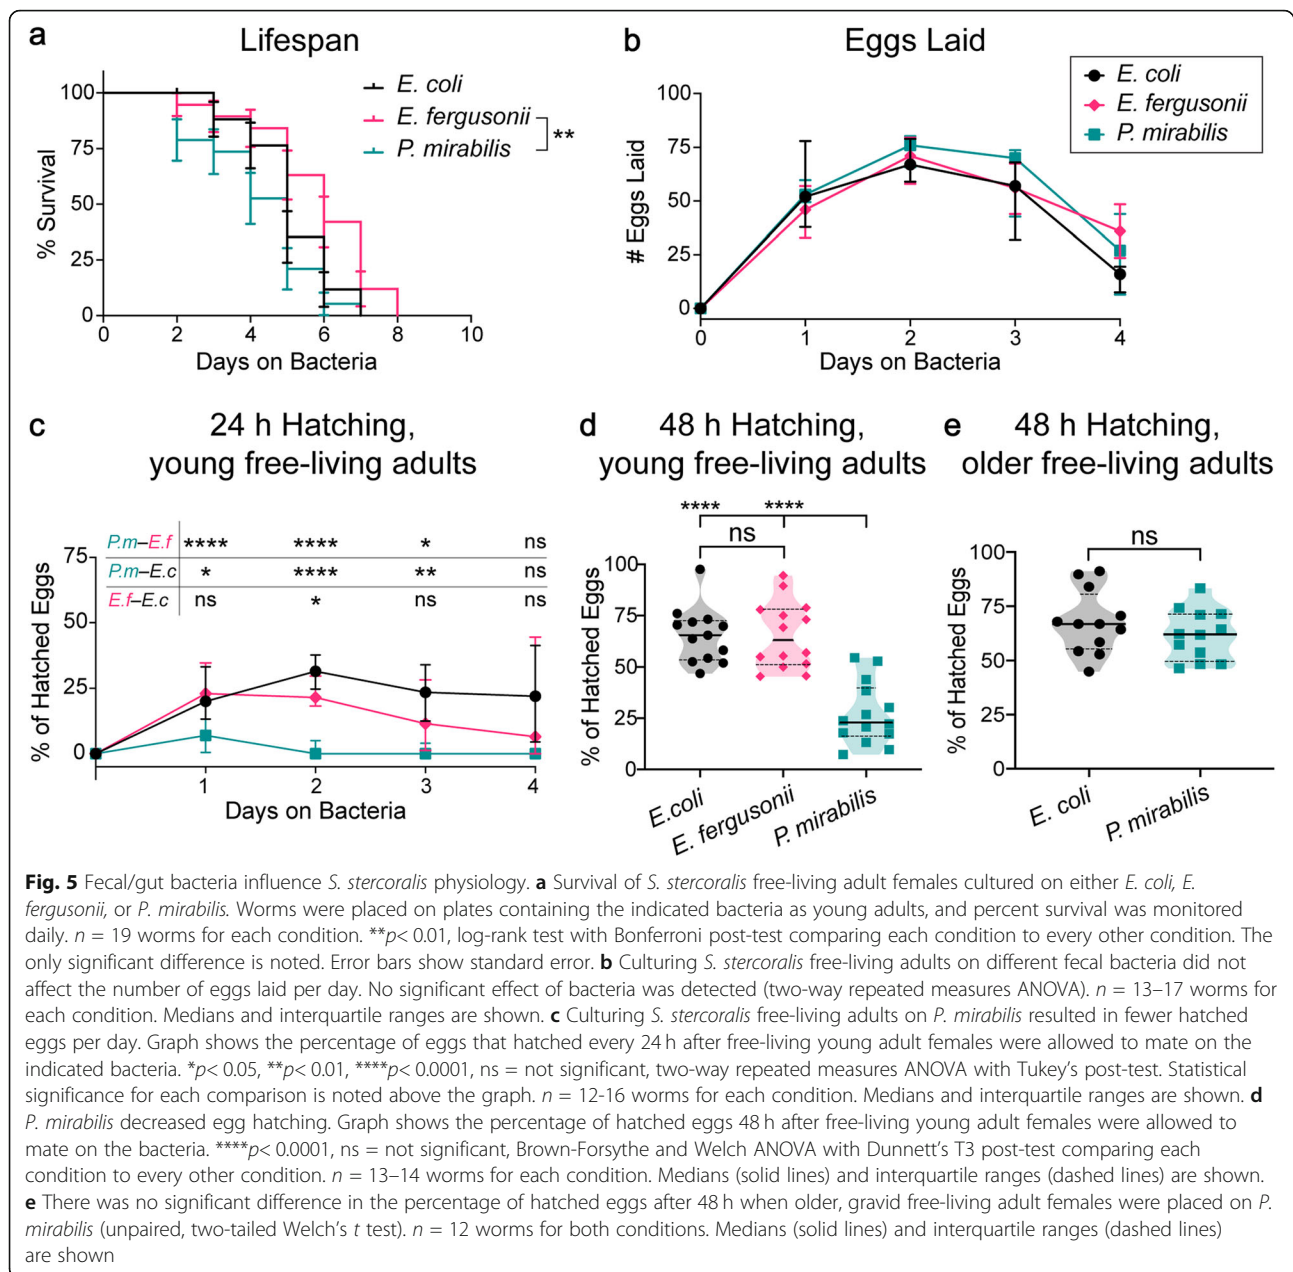 a
Lifespan
E. coli
E. fergusonii
P. mirabilis
**
100
75
50
25
0
% Survival
0 2 4 6 8 10
Days on Bacteria
b
Eggs Laid
E. coli
E. fergusonii
P. mirabilis
100
75
50
25
0
# Eggs Laid
0 1 2 3 4
Days on Bacteria
c
24 h Hatching,
young free-living adults
P.m–E.f **** **** * ns
P.m–E.c * **** ** ns
E.f–E.c ns * ns ns
75
50
25
0
% of Hatched Eggs
1 2 3 4
Days on Bacteria
d
48 h Hatching,
young free-living adults
**** ****
ns
100
75
50
25
0
% of Hatched Eggs
E.coli
E. fergusonii
P. mirabilis
e
48 h Hatching,
older free-living adults
ns
100
75
50
25
0
% of Hatched Eggs
E. coli
P. mirabilis
Fig. 5 Fecal/gut bacteria influence S. stercoralis physiology. a Survival of S. stercoralis free-living adult females cultured on either E. coli, E.
fergusonii, or P. mirabilis. Worms were placed on plates containing the indicated bacteria as young adults, and percent survival was monitored
daily. n = 19 worms for each condition. **p< 0.01, log-rank test with Bonferroni post-test comparing each condition to every other condition. The
only significant difference is noted. Error bars show standard error. b Culturing S. stercoralis free-living adults on different fecal bacteria did not
affect the number of eggs laid per day. No significant effect of bacteria was detected (two-way repeated measures ANOVA). n = 13–17 worms for
each condition. Medians and interquartile ranges are shown. c Culturing S. stercoralis free-living adults on P. mirabilis resulted in fewer hatched
eggs per day. Graph shows the percentage of eggs that hatched every 24 h after free-living young adult females were allowed to mate on the
indicated bacteria. *p< 0.05, **p< 0.01, ****p< 0.0001, ns = not significant, two-way repeated measures ANOVA with Tukey's post-test. Statistical
significance for each comparison is noted above the graph. n = 12-16 worms for each condition. Medians and interquartile ranges are shown. d
P. mirabilis decreased egg hatching. Graph shows the percentage of hatched eggs 48 h after free-living young adult females were allowed to
mate on the bacteria. ****p< 0.0001, ns = not significant, Brown-Forsythe and Welch ANOVA with Dunnett's T3 post-test comparing each
condition to every other condition. n = 13–14 worms for each condition. Medians (solid lines) and interquartile ranges (dashed lines) are shown.
e There was no significant difference in the percentage of hatched eggs after 48 h when older, gravid free-living adult females were placed on P.
mirabilis (unpaired, two-tailed Welch's t test). n = 12 worms for both conditions. Medians (solid lines) and interquartile ranges (dashed lines)
are shown